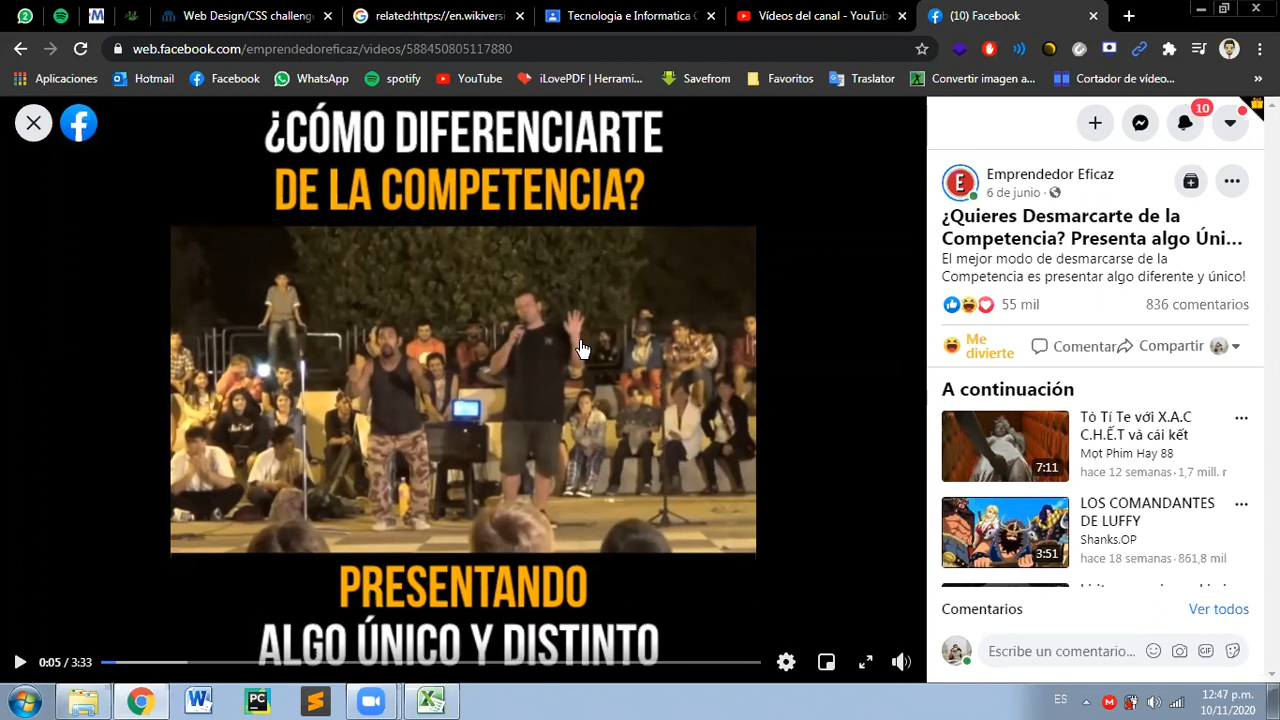 Web Design/CSS challeng
related:https://en.wikivers
Tecnologia e Informatica C
Vídeos del canal - YouTub
(10) Facebook
web.facebook.com/emprendedoreficaz/videos/588450805117880
Aplicaciones
Hotmail
Facebook
WhatsApp
spotify
YouTube
iLovePDF | Herrami...
Savefrom
Favoritos
Traslator
Convertir imagen a...
Cortador de vídeo...
»
¿CÓMO DIFERENCIARTE
DE LA COMPETENCIA?
PRESENTANDO
ALGO ÚNICO Y DISTINTO
0:05 / 3:33
10
Emprendedor Eficaz
6 de junio ·
¿Quieres Desmarcarte de la
Competencia? Presenta algo Úni...
El mejor modo de desmarcarse de la
Competencia es presentar algo diferente y único!
55 mil
836 comentarios
Me
divierte
Comentar
Compartir
A continuación
Tò Tí Te với X.A.C
C.H.Ế.T và cái kết
Mọt Phim Hay 88
hace 12 semanas · 1,7 mill. r
7:11
LOS COMANDANTES
DE LUFFY
Shanks.OP
hace 18 semanas · 861,8 mil
3:51
Comentarios
Ver todos
Escribe un comentario...
GIF
ES
12:47 p.m.
10/11/2020